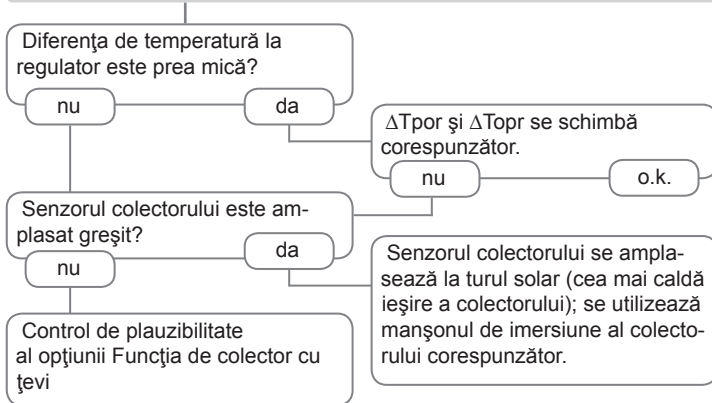 Diferenţa de temperatură la
regulator este prea mică?
nu
da
∆Tpor şi ∆Topr se schimbă
corespunzător.
nu
o.k.
Senzorul colectorului este am-
plasat greşit?
nu
da
Senzorul colectorului se ampla-
sează la turul solar (cea mai caldă
ieşire a colectorului); se utilizează
manşonul de imersiune al colecto-
rului corespunzător.
Control de plauzibilitate
al opţiunii Funcţia de colector cu
ţevi